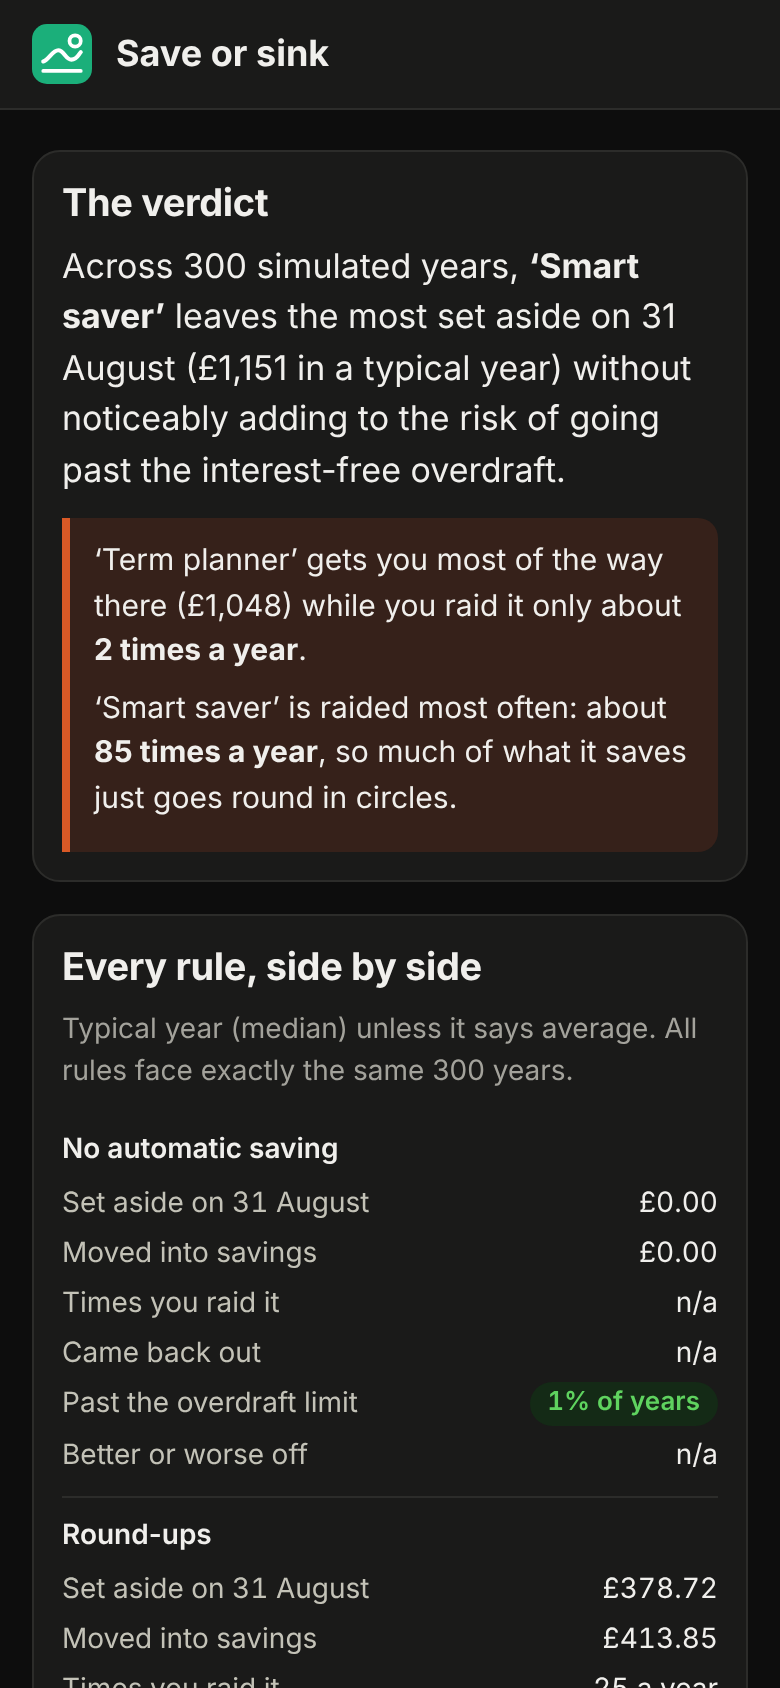 Save or sink
The verdict
Across 300 simulated years, ‘Smart
saver’ leaves the most set aside on 31
August (£1,151 in a typical year) without
noticeably adding to the risk of going
past the interest-free overdraft.
‘Term planner’ gets you most of the way
there (£1,048) while you raid it only about
2 times a year.
‘Smart saver’ is raided most often: about
85 times a year, so much of what it saves
just goes round in circles.
Every rule, side by side
Typical year (median) unless it says average. All
rules face exactly the same 300 years.
No automatic saving
Set aside on 31 August £0.00
Moved into savings £0.00
Times you raid it n/a
Came back out n/a
Past the overdraft limit 1% of years
Better or worse off n/a
Round-ups
Set aside on 31 August £378.72
Moved into savings £413.85
Times you raid it 25 a year